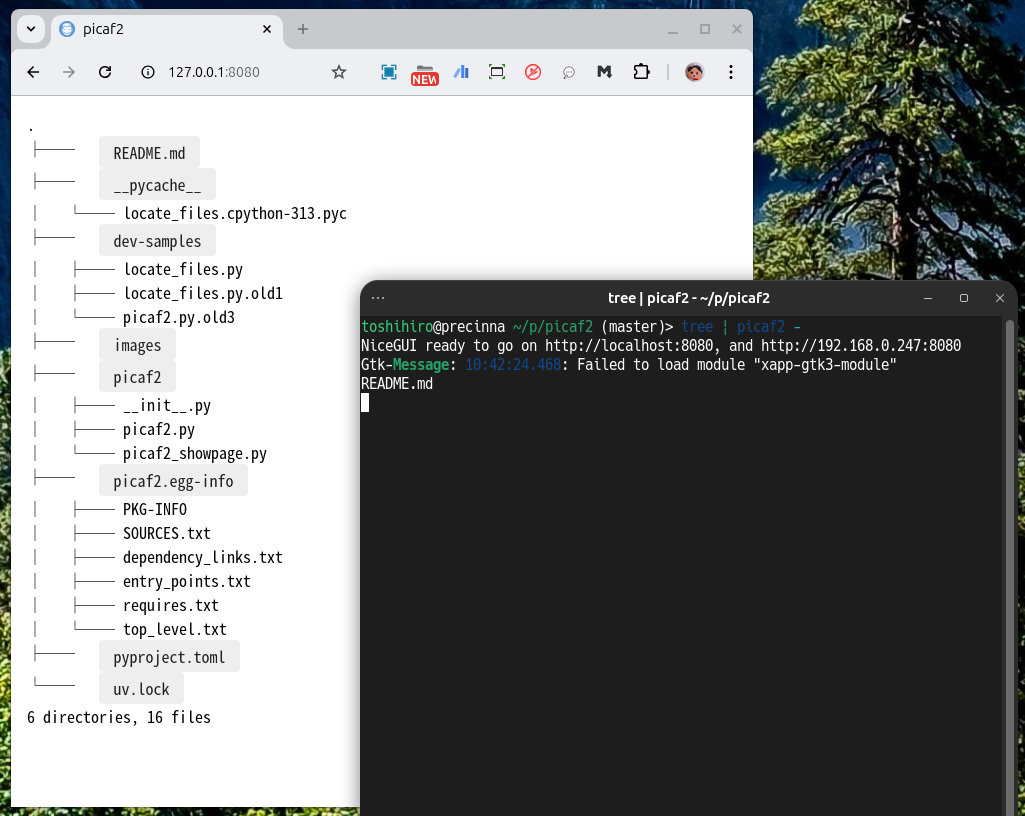 picaf2
127.0.0.1:8080
NEW
.
├── README.md
├── __pycache__
│   └── locate_files.cpython-313.pyc
├── dev-samples
│   ├── locate_files.py
│   ├── locate_files.py.old1
│   └── picaf2.py.old3
├── images
├── picaf2
│   ├── __init__.py
│   ├── picaf2.py
│   └── picaf2_showpage.py
├── picaf2.egg-info
│   ├── PKG-INFO
│   ├── SOURCES.txt
│   ├── dependency_links.txt
│   ├── entry_points.txt
│   ├── requires.txt
│   └── top_level.txt
├── pyproject.toml
└── uv.lock
6 directories, 16 files
tree | picaf2 - ~/p/picaf2
toshihiro@precinna ~/p/picaf2 (master)> tree | picaf2 -
NiceGUI ready to go on http://localhost:8080, and http://192.168.0.247:8080
Gtk-Message: 10:42:24.468: Failed to load module "xapp-gtk3-module"
README.md